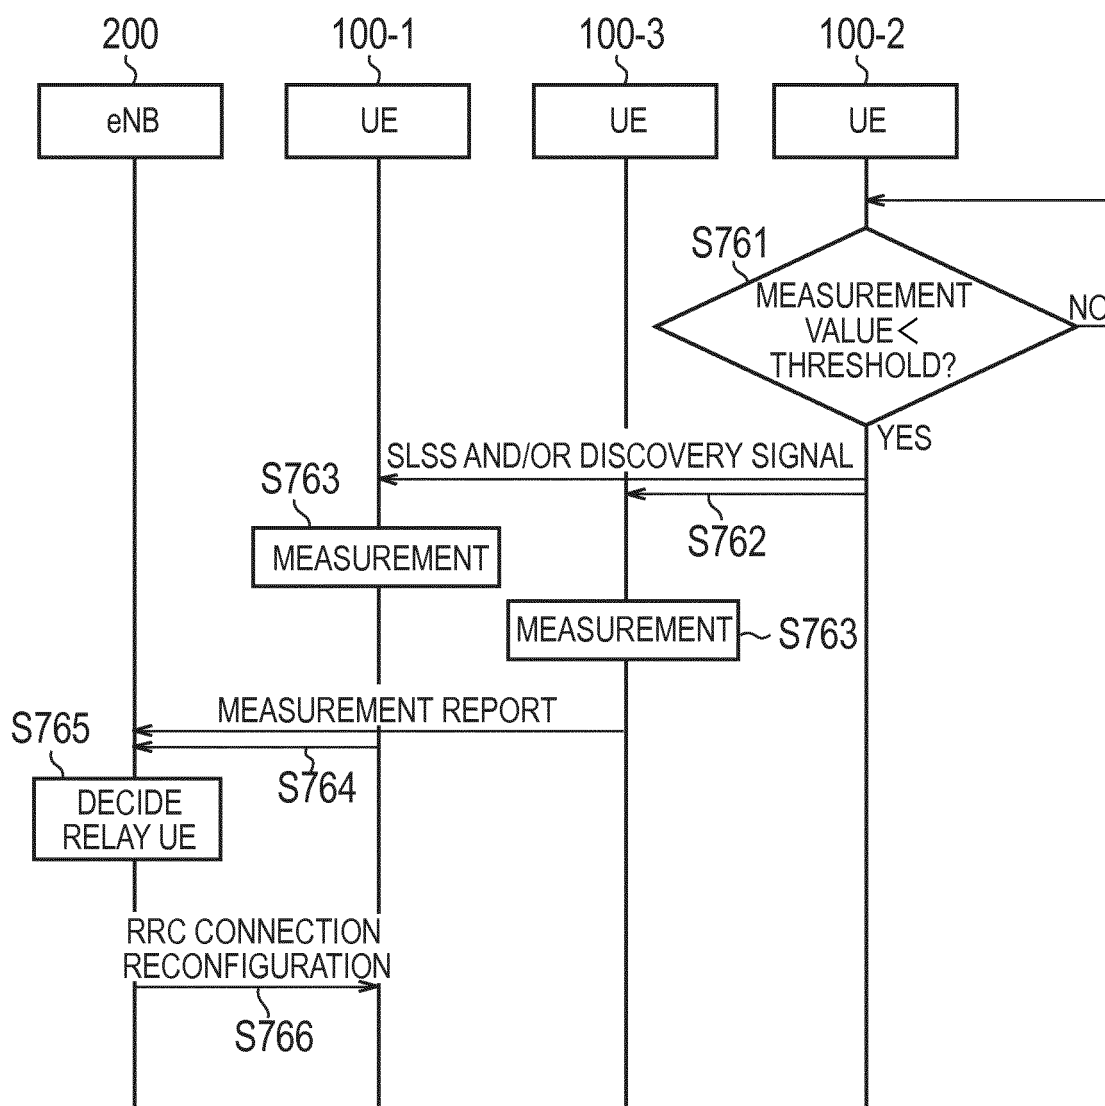 200
100-1
100-3
100-2
eNB
UE
UE
UE
S761
MEASUREMENT
VALUE<
THRESHOLD?
NO
YES
SLSS AND/OR DISCOVERY SIGNAL
S763
S762
MEASUREMENT
MEASUREMENT
S763
MEASUREMENT REPORT
S765
S764
DECIDE
RELAY UE
RRC CONNECTION
RECONFIGURATION
S766